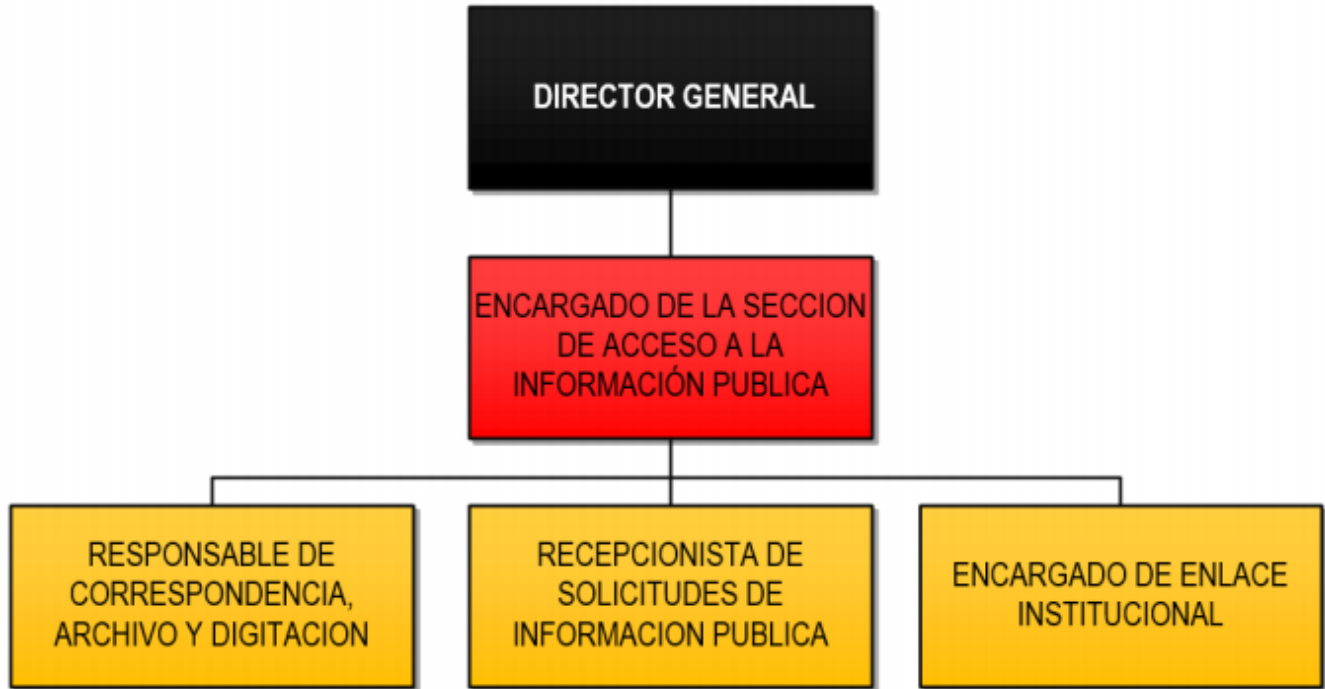 DIRECTOR GENERAL
ENCARGADO DE LA SECCION
DE ACCESO A LA
INFORMACIÓN PUBLICA
RESPONSABLE DE
CORRESPONDENCIA,
ARCHIVO Y DIGITACION
RECEPCIONISTA DE
SOLICITUDES DE
INFORMACION PUBLICA
ENCARGADO DE ENLACE
INSTITUCIONAL